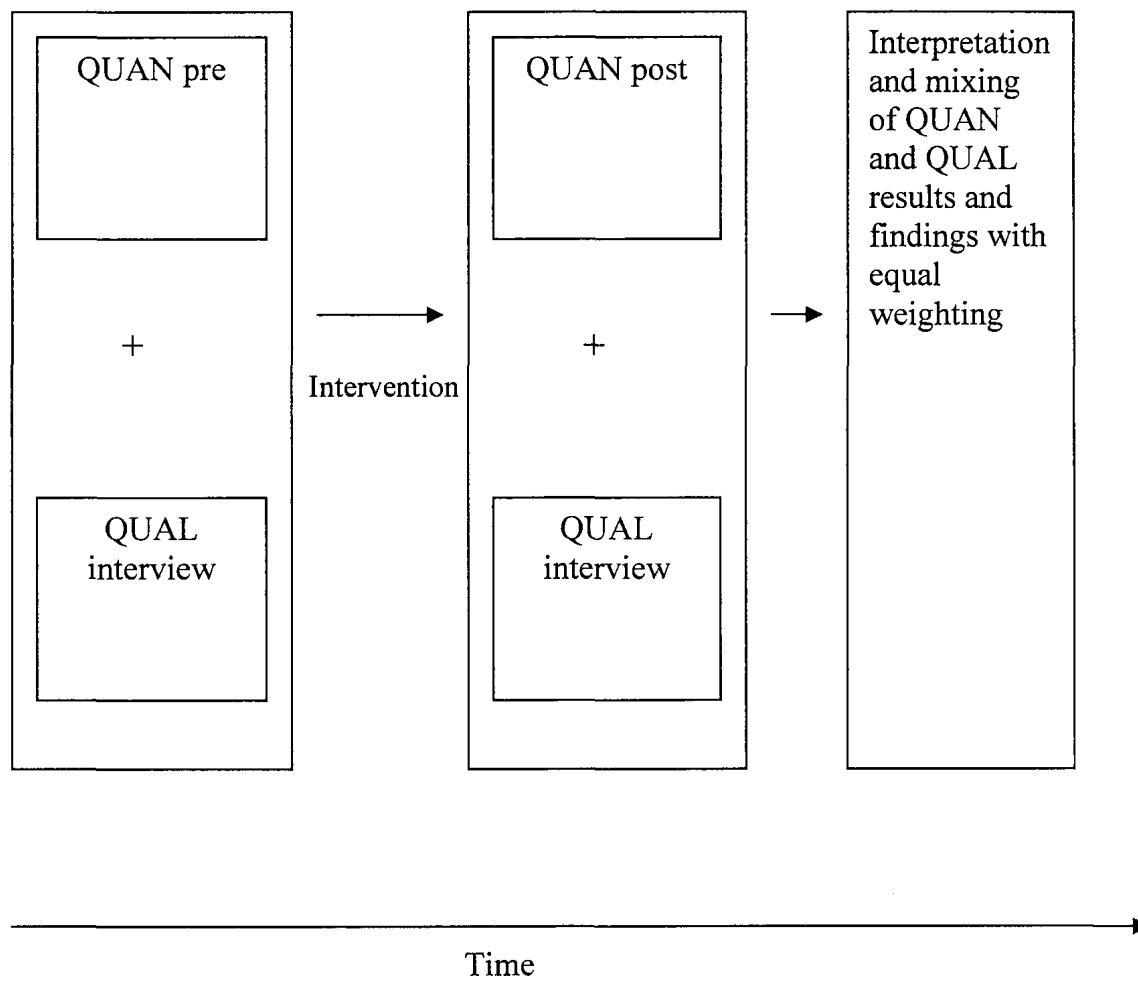 QUAN pre
+
QUAL
interview
Intervention
QUAN post
+
QUAL
interview
Interpretation
and mixing
of QUAN
and QUAL
results and
findings with
equal
weighting
Time